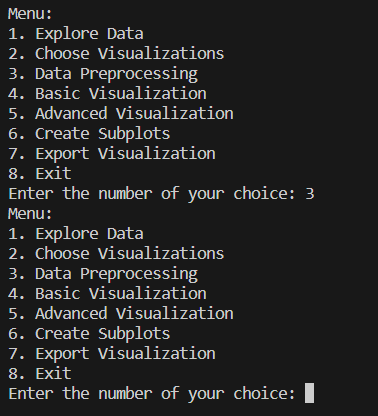 Menu:
1. Explore Data
2. Choose Visualizations
3. Data Preprocessing
4. Basic Visualization
5. Advanced Visualization
6. Create Subplots
7. Export Visualization
8. Exit
Enter the number of your choice: 3
Menu:
1. Explore Data
2. Choose Visualizations
3. Data Preprocessing
4. Basic Visualization
5. Advanced Visualization
6. Create Subplots
7. Export Visualization
8. Exit
Enter the number of your choice: